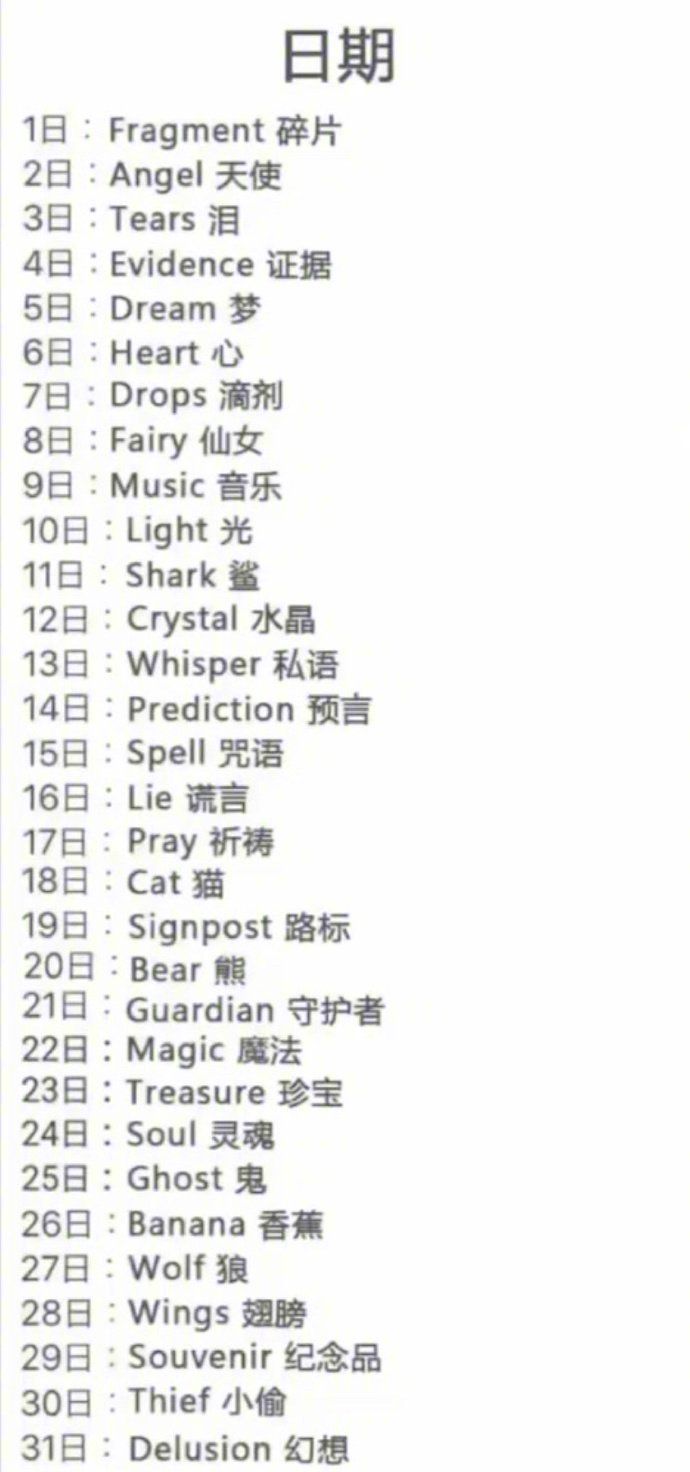 日期
1日：Fragment 碎片
2日：Angel 天使
3日：Tears 泪
4日：Evidence 证据
5日：Dream 梦
6日：Heart 心
7日：Drops 滴剂
8日：Fairy 仙女
9日：Music 音乐
10日：Light 光
11日：Shark 鲨
12日：Crystal 水晶
13日：Whisper 私语
14日：Prediction 预言
15日：Spell 咒语
16日：Lie 谎言
17日：Pray 祈祷
18日：Cat 猫
19日：Signpost 路标
20日：Bear 熊
21日：Guardian 守护者
22日：Magic 魔法
23日：Treasure 珍宝
24日：Soul 灵魂
25日：Ghost 鬼
26日：Banana 香蕉
27日：Wolf 狼
28日：Wings 翅膀
29日：Souvenir 纪念品
30日：Thief 小偷
31日：Delusion 幻想